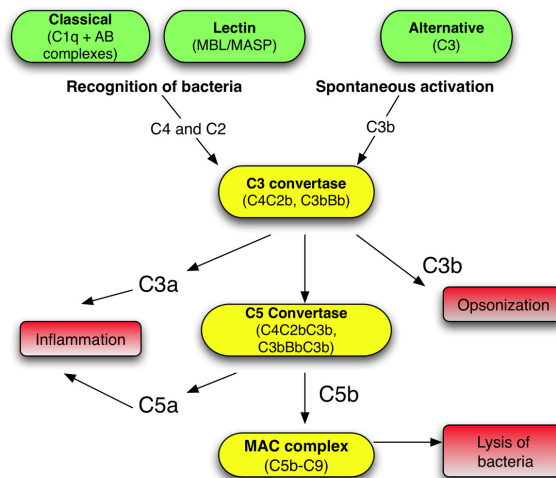 Classical
(C1q + AB
complexes)
Lectin
(MBL/MASP)
Alternative
(C3)
Recognition of bacteria
Spontaneous activation
C4 and C2
C3b
C3 convertase
(C4C2b, C3bBb)
C3a
C3b
Opsonization
Inflammation
C5 Convertase
(C4C2bC3b,
C3bBbC3b)
C5a
C5b
MAC complex
(C5b-C9)
Lysis of
bacteria